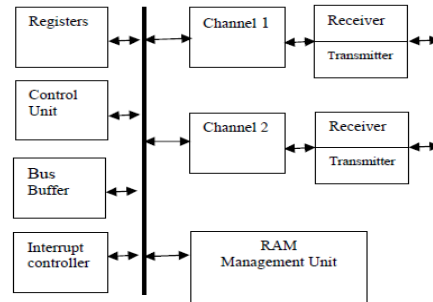 Registers
Channel 1
Receiver
Transmitter
Control
Unit
Channel 2
Receiver
Transmitter
Bus
Buffer
Interrupt
controller
RAM
Management Unit